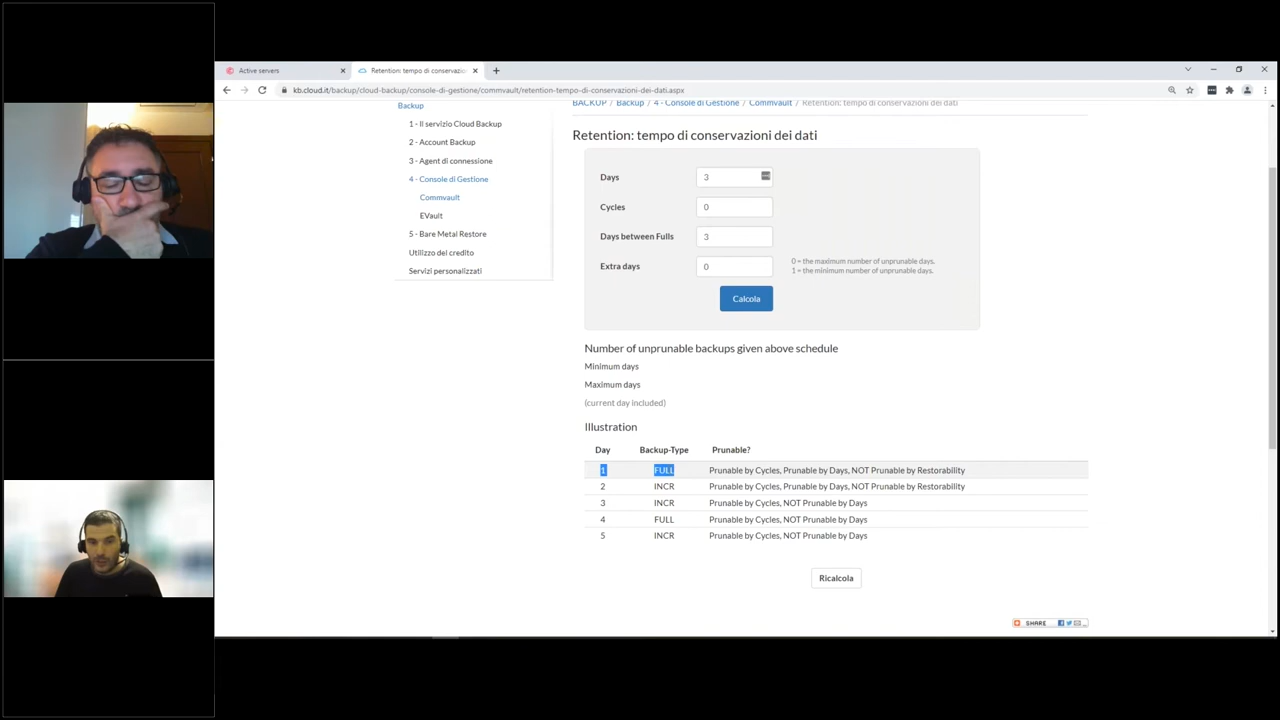 Active servers
Retention: tempo di conservazio
kb.cloud.it/backup/cloud-backup/console-di-gestione/commvault/retention-tempo-di-conservazioni-dei-dati.aspx
BACKUP / Backup / 4 - Console di Gestione / Commvault / Retention: tempo di conservazioni dei dati
Backup
1 - Il servizio Cloud Backup
2 - Account Backup
3 - Agent di connessione
4 - Console di Gestione
Commvault
EVault
5 - Bare Metal Restore
Utilizzo del credito
Servizi personalizzati
Retention: tempo di conservazioni dei dati
Days 3
Cycles 0
Days between Fulls 3
Extra days 0
0 = the maximum number of unprunable days.
1 = the minimum number of unprunable days.
Calcola
Number of unprunable backups given above schedule
Minimum days
Maximum days
(current day included)
Illustration
Day Backup-Type Prunable?
1 FULL Prunable by Cycles, Prunable by Days, NOT Prunable by Restorability
2 INCR Prunable by Cycles, Prunable by Days, NOT Prunable by Restorability
3 INCR Prunable by Cycles, NOT Prunable by Days
4 FULL Prunable by Cycles, NOT Prunable by Days
5 INCR Prunable by Cycles, NOT Prunable by Days
Ricalcola
SHARE